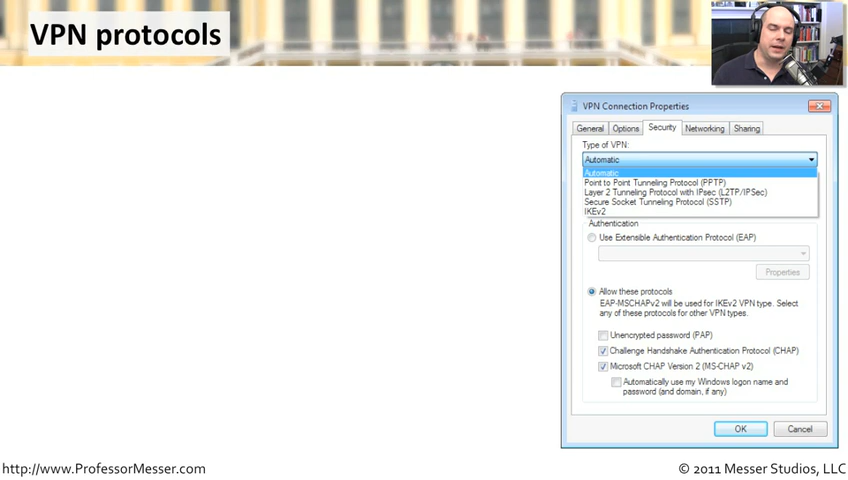 VPN protocols
VPN Connection Properties
General Options Security Networking Sharing
Type of VPN:
Automatic
Automatic
Point to Point Tunneling Protocol (PPTP)
Layer 2 Tunneling Protocol with IPsec (L2TP/IPSec)
Secure Socket Tunneling Protocol (SSTP)
IKEv2
Authentication
Use Extensible Authentication Protocol (EAP)
Properties
Allow these protocols
EAP-MSCHAPv2 will be used for IKEv2 VPN type. Select
any of these protocols for other VPN types.
Unencrypted password (PAP)
Challenge Handshake Authentication Protocol (CHAP)
Microsoft CHAP Version 2 (MS-CHAP v2)
Automatically use my Windows logon name and
password (and domain, if any)
OK Cancel
http://www.ProfessorMesser.com
© 2011 Messer Studios, LLC